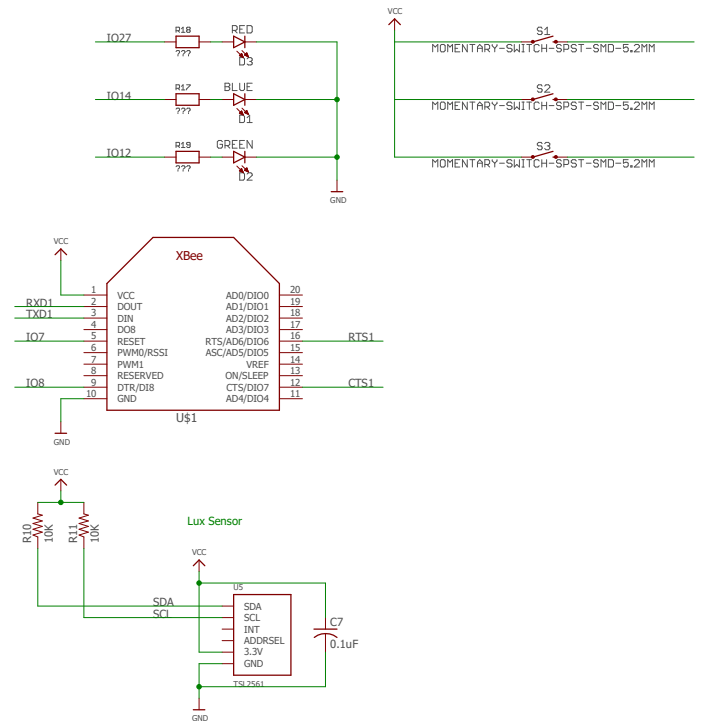 VCC
R18
RED
S1
IO27
MOMENTARY-SWITCH-SPST-SMD-5.2MM
???
D3
R17
BLUE
S2
IO14
MOMENTARY-SWITCH-SPST-SMD-5.2MM
???
D1
R19
GREEN
S3
IO12
MOMENTARY-SWITCH-SPST-SMD-5.2MM
???
D2
GND
VCC
XBee
1 VCC AD0/DIO0 20
RXD1 2 DOUT AD1/DIO1 19
TXD1 3 DIN AD2/DIO2 18
4 DO8 AD3/DIO3 17
IO7 5 RESET RTS/AD6/DIO6 16 RTS1
6 PWM0/RSSI ASC/AD5/DIO5 15
7 PWM1 VREF 14
8 RESERVED ON/SLEEP 13
IO8 9 DTR/DI8 CTS/DIO7 12 CTS1
10 GND AD4/DIO4 11
U$1
GND
VCC
R10
10K
R11
10K
Lux Sensor
VCC
U5
SDA SDA
SCL SCL
INT
ADDRSEL
3.3V
GND
C7
0.1uF
TSL2561
GND